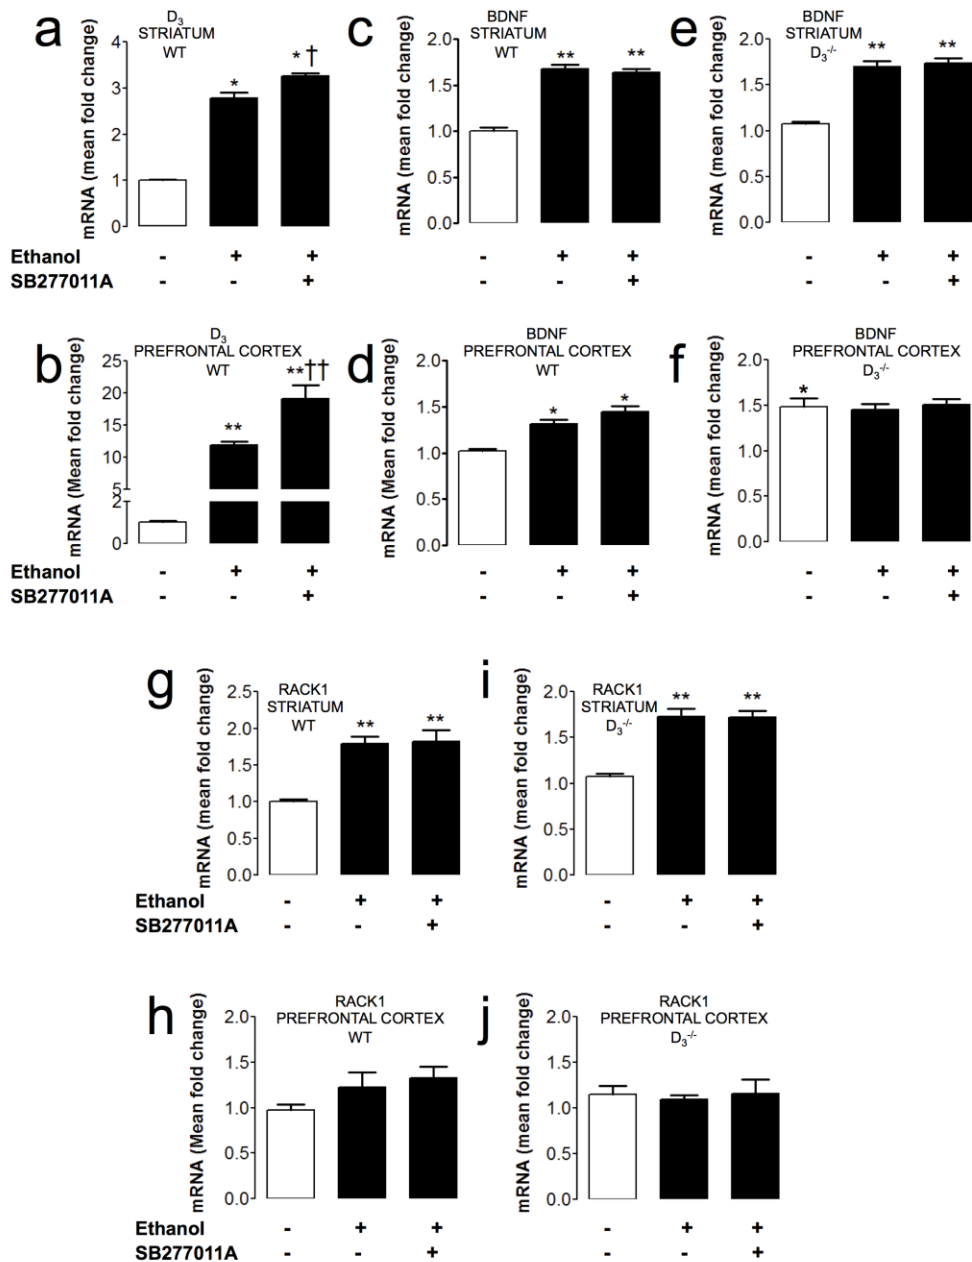 a
D3
STRIATUM
WT
mRNA (mean fold change)
4
3
2
1
0
* * †
c
BDNF
STRIATUM
WT
mRNA (mean fold change)
2.0
1.5
1.0
0.5
0.0
** **
e
BDNF
STRIATUM
D3-/-
mRNA (mean fold change)
2.0
1.5
1.0
0.5
0.0
** **
Ethanol - + + - + + - + +
SB277011A - - + - - + - - +
b
D3
PREFRONTAL CORTEX
WT
mRNA (Mean fold change)
25
20
15
10
5
2
0
** **††
d
BDNF
PREFRONTAL CORTEX
WT
mRNA (Mean fold change)
2.0
1.5
1.0
0.5
0.0
* *
f
BDNF
PREFRONTAL CORTEX
D3-/-
mRNA (mean fold change)
2.0
1.5
1.0
0.5
0.0
*
Ethanol - + + - + + - + +
SB277011A - - + - - + - - +
g
RACK1
STRIATUM
WT
mRNA (mean fold change)
2.5
2.0
1.5
1.0
0.5
0.0
** **
i
RACK1
STRIATUM
D3-/-
mRNA (mean fold change)
2.0
1.5
1.0
0.5
0.0
** **
Ethanol - + + - + +
SB277011A - - + - - +
h
RACK1
PREFRONTAL CORTEX
WT
mRNA (Mean fold change)
2.0
1.5
1.0
0.5
0.0
j
RACK1
PREFRONTAL CORTEX
D3-/-
mRNA (mean fold change)
2.0
1.5
1.0
0.5
0.0
Ethanol - + + - + +
SB277011A - - + - - +